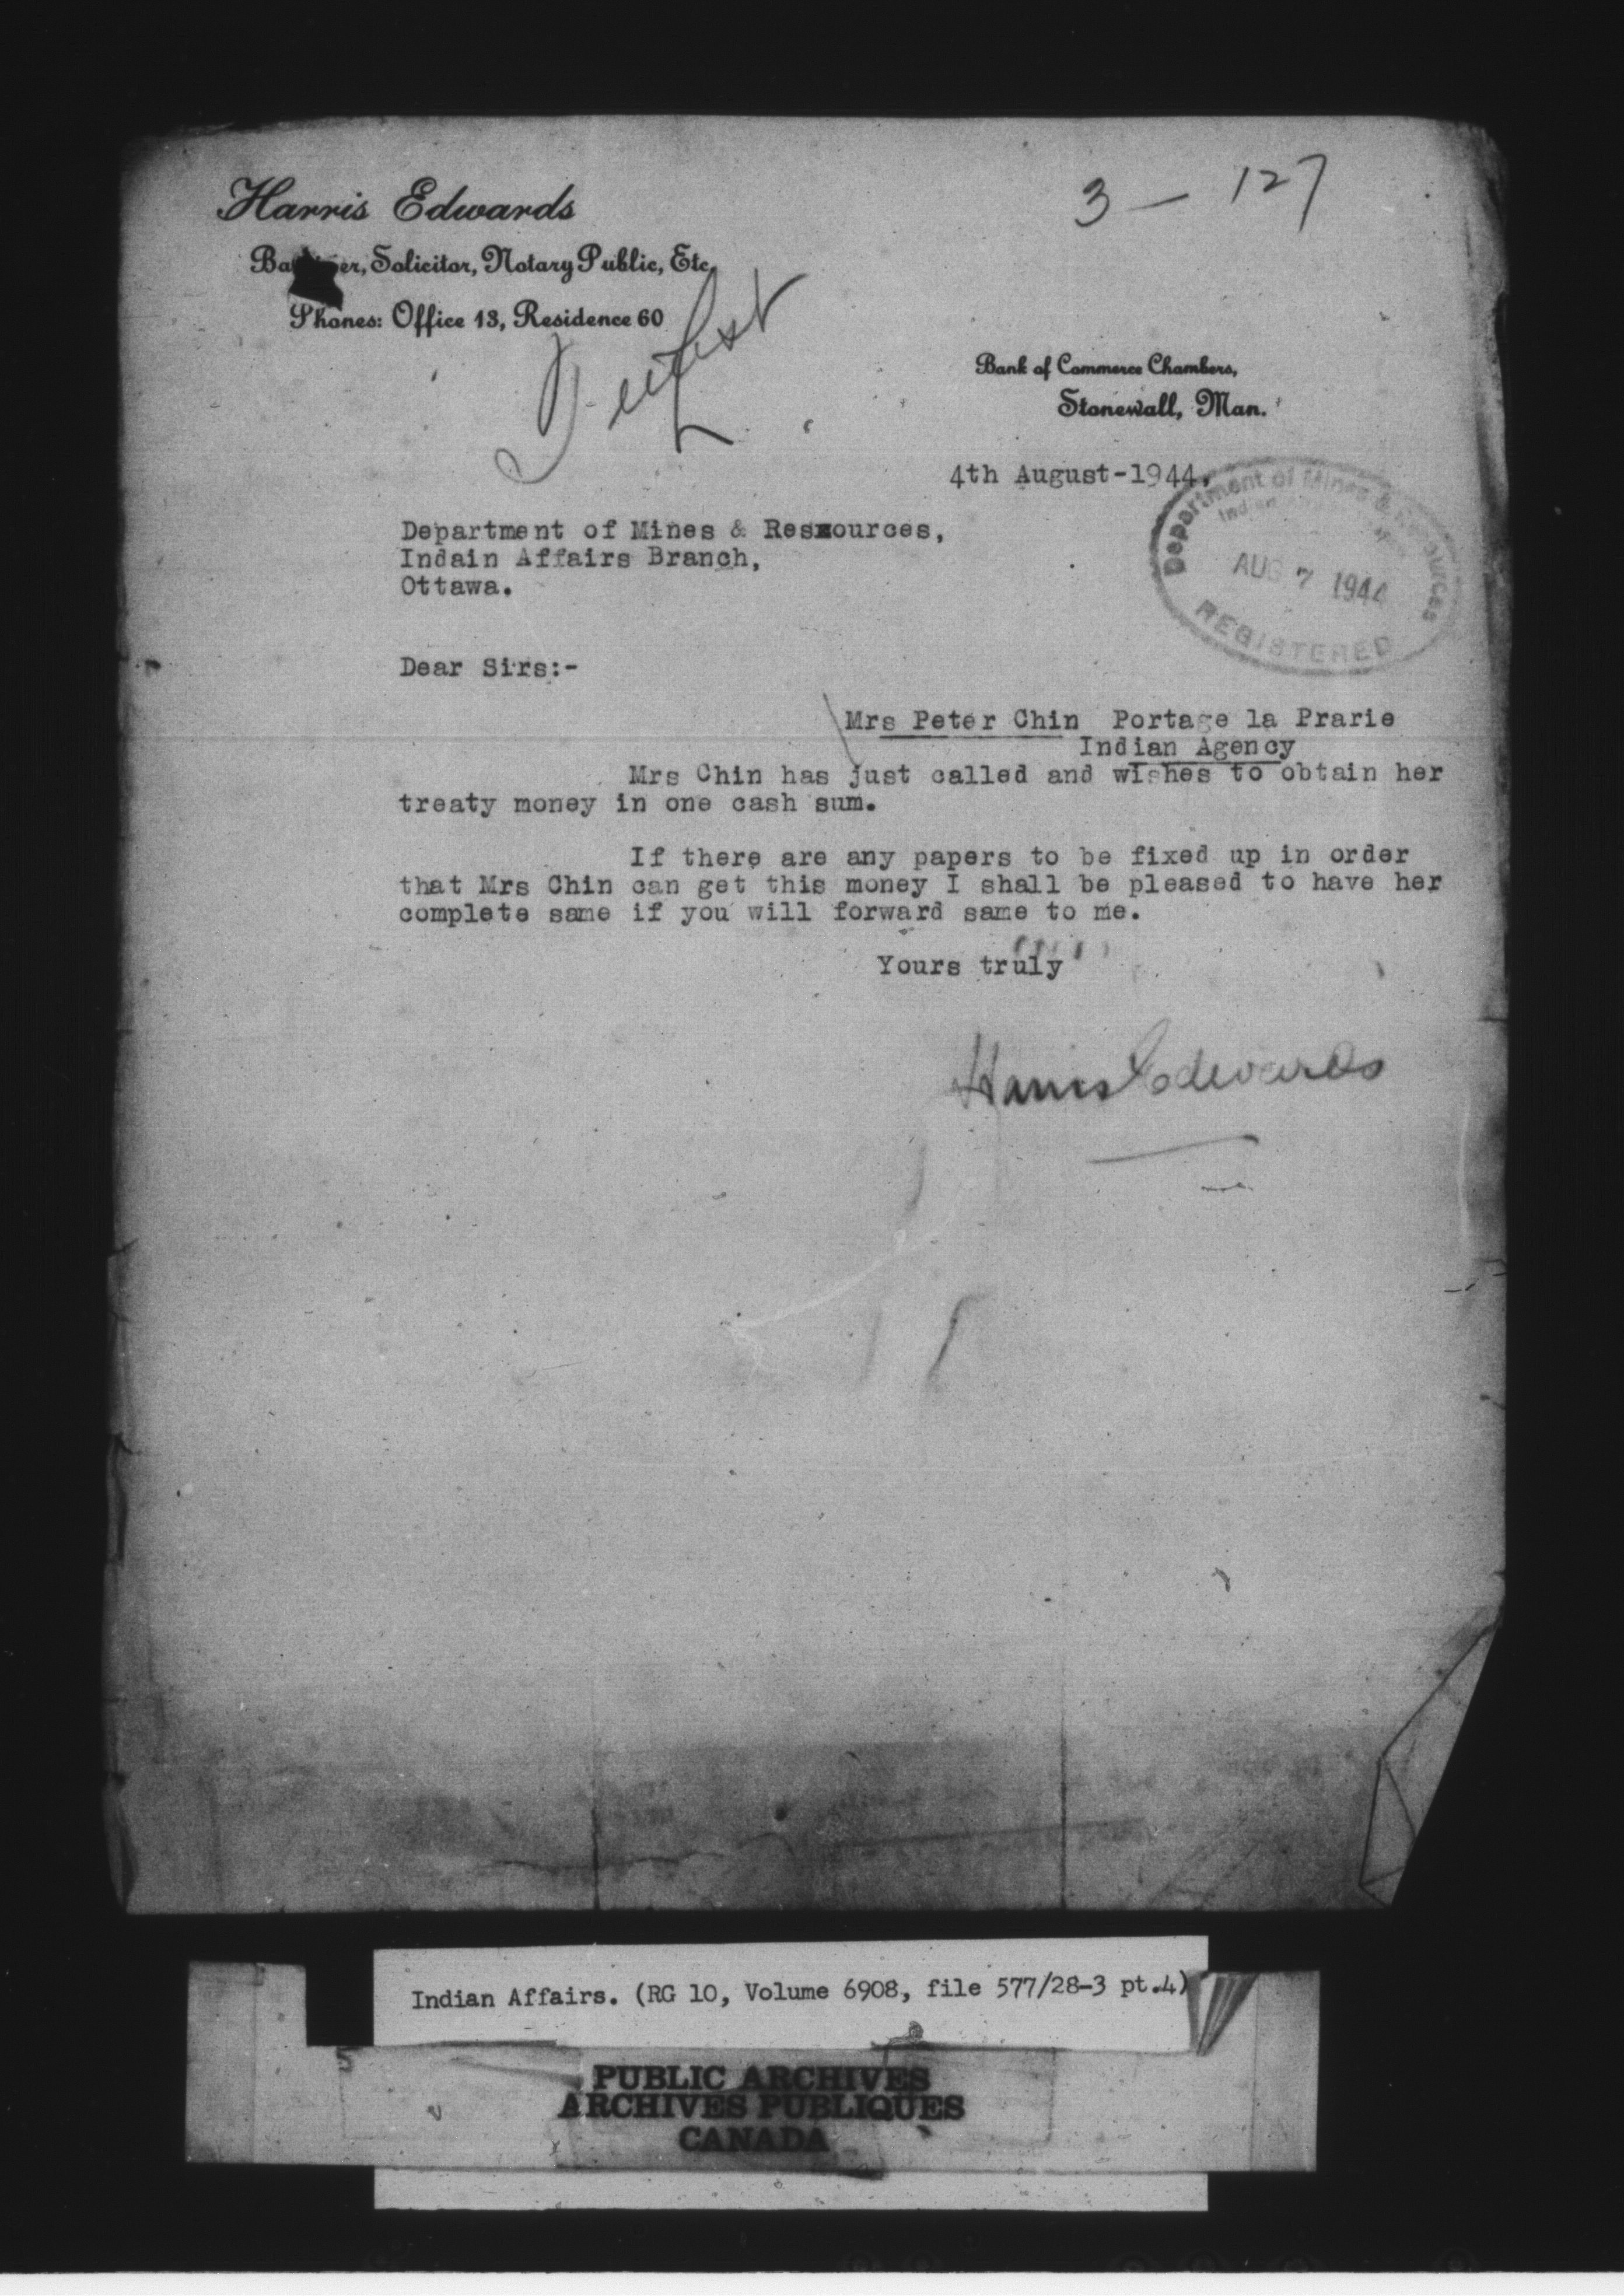 Harris Edwards
3 - 127
Solicitor, Notary Public, Etc.
Phones: Office 13, Residence 60
Bank of Commerce Chambers,
Stonewall, Man.
4th August-1944.
Department of Mines & Resources
AUG 7 1944
REGISTERED
Department of Mines & Resxources,
Indain Affairs Branch,
Ottawa.
Dear Sirs:-
Mrs Peter Chin Portage la Prarie
Indian Agency
Mrs Chin has just called and wishes to obtain her
treaty money in one cash sum.
If there are any papers to be fixed up in order
that Mrs Chin can get this money I shall be pleased to have her
complete same if you will forward same to me.
Yours truly
Harris Edwards
Indian Affairs. (RG 10, Volume 6908, file 577/28-3 pt.4)
PUBLIC ARCHIVES
ARCHIVES PUBLIQUES
CANADA